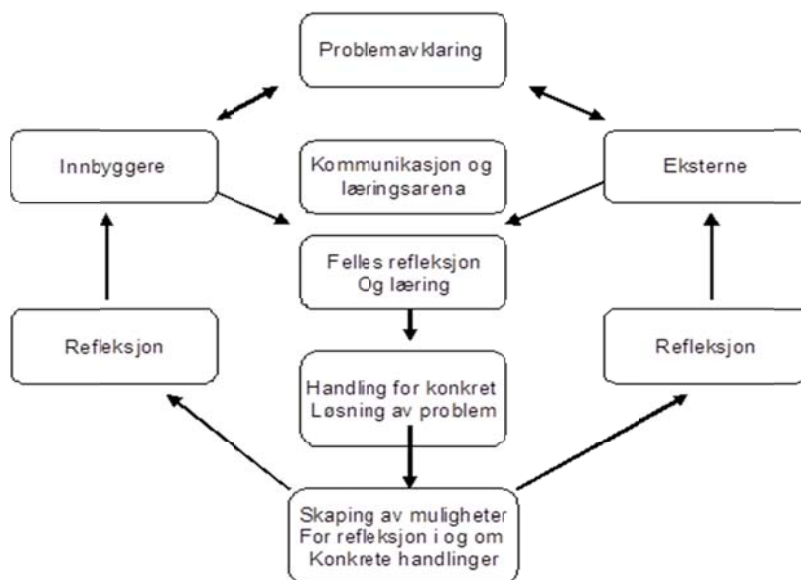 Problemavklaring
Innbyggere
Kommunikasjon og
læringsarena
Eksterne
Felles refleksjon
Og læring
Refleksjon
Refleksjon
Handling for konkret
Løsning av problem
Skaping av muligheter
For refleksjon i og om
Konkrete handlinger